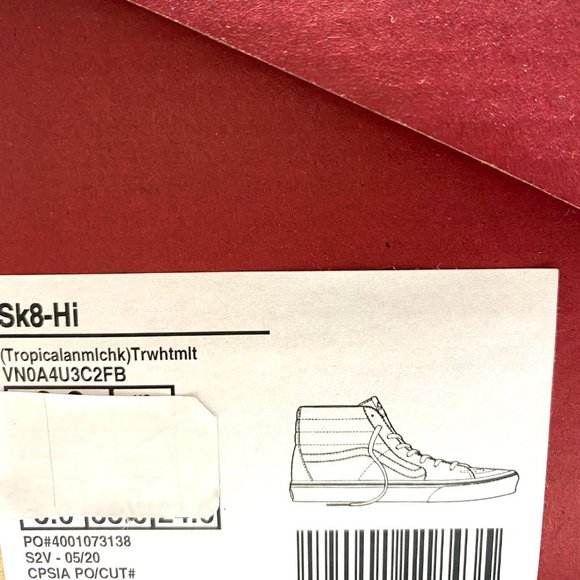 Sk8-Hi
(Tropicalanmlchk)Trwhtmlt
VN0A4U3C2FB
PO#4001073138
S2V - 05/20
CPSIA PO/CUT#